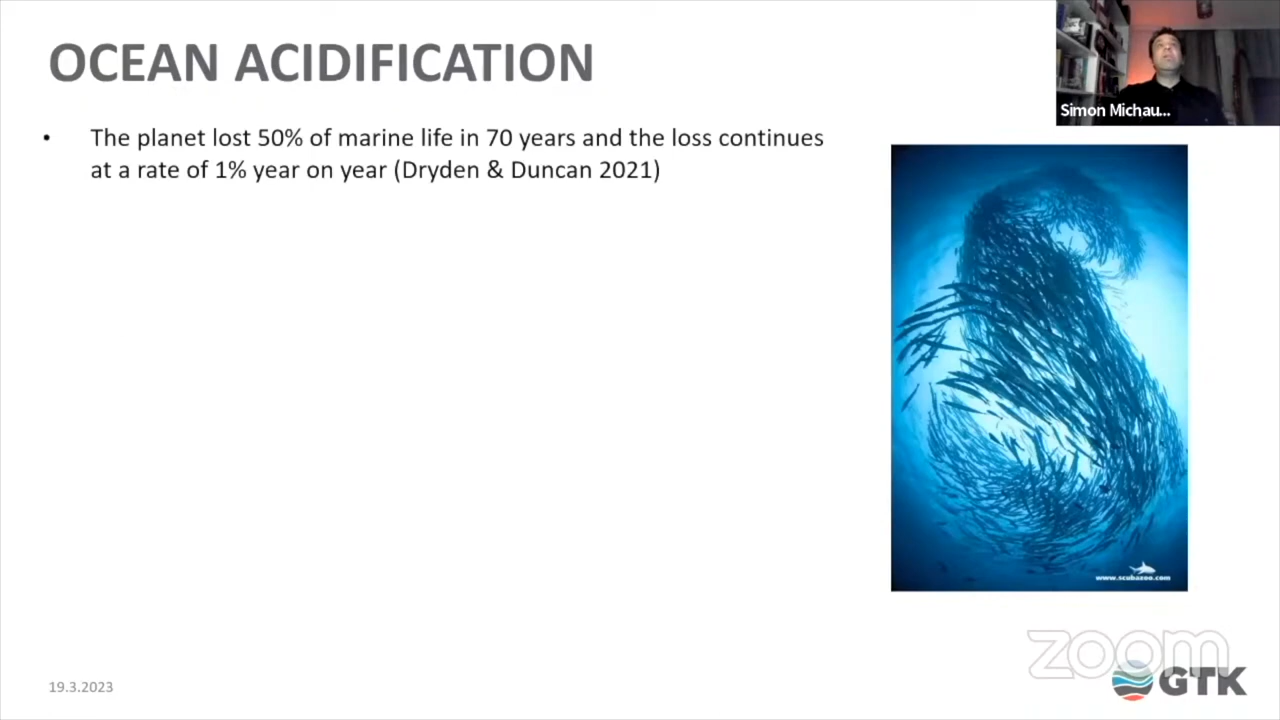 OCEAN ACIDIFICATION
Simon Michau...
• The planet lost 50% of marine life in 70 years and the loss continues
at a rate of 1% year on year (Dryden & Duncan 2021)
www.scubazoo.com
zoom
19.3.2023
GTK